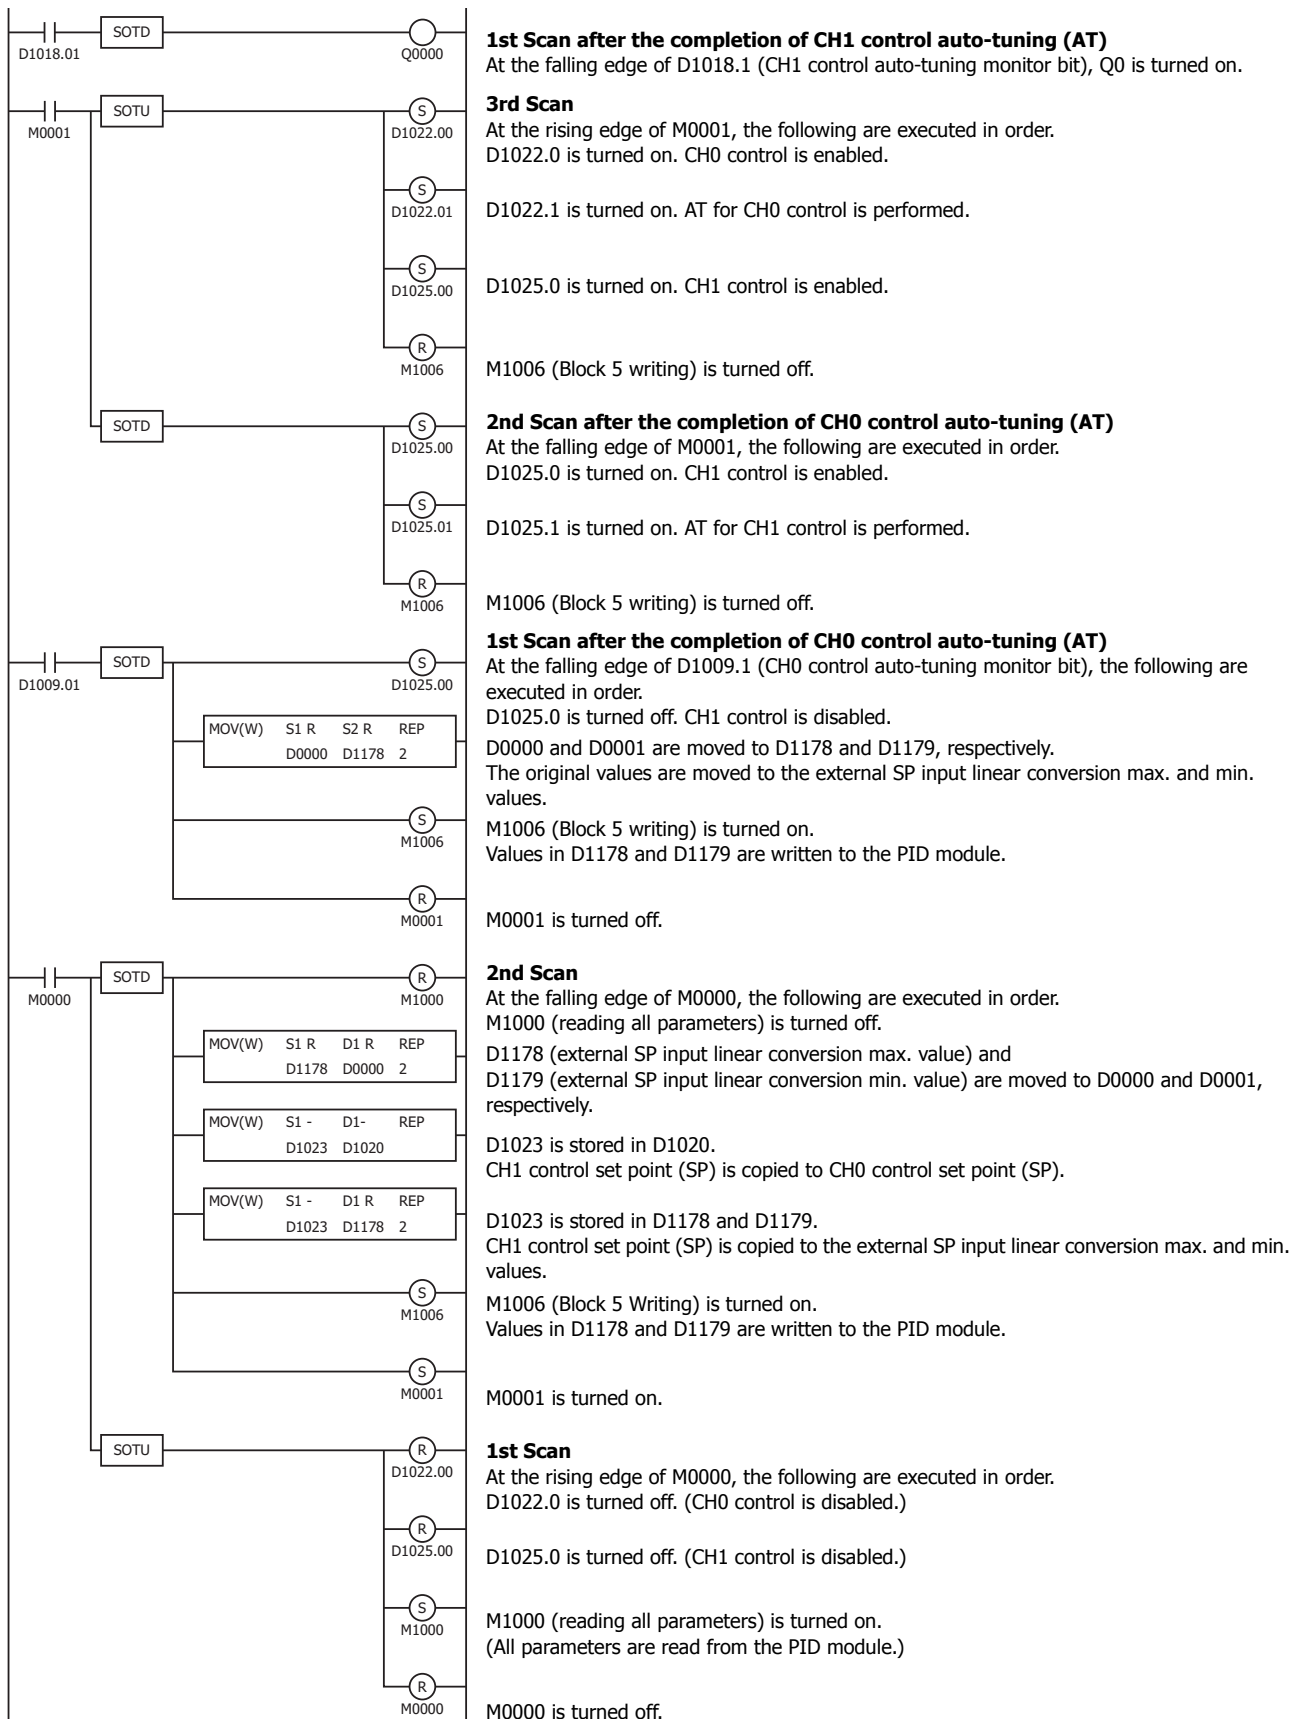 SOTD
D1018.01
Q0000
1st Scan after the completion of CH1 control auto-tuning (AT)
At the falling edge of D1018.1 (CH1 control auto-tuning monitor bit), Q0 is turned on.
SOTU
M0001
S
D1022.00
3rd Scan
At the rising edge of M0001, the following are executed in order.
D1022.0 is turned on. CH0 control is enabled.
S
D1022.01
D1022.1 is turned on. AT for CH0 control is performed.
S
D1025.00
D1025.0 is turned on. CH1 control is enabled.
R
M1006
M1006 (Block 5 writing) is turned off.
SOTD
S
D1025.00
2nd Scan after the completion of CH0 control auto-tuning (AT)
At the falling edge of M0001, the following are executed in order.
D1025.0 is turned on. CH1 control is enabled.
S
D1025.01
D1025.1 is turned on. AT for CH1 control is performed.
R
M1006
M1006 (Block 5 writing) is turned off.
SOTD
D1009.01
S
D1025.00
1st Scan after the completion of CH0 control auto-tuning (AT)
At the falling edge of D1009.1 (CH0 control auto-tuning monitor bit), the following are
executed in order.
D1025.0 is turned off. CH1 control is disabled.
MOV(W) S1 R S2 R REP
D0000 D1178 2
D0000 and D0001 are moved to D1178 and D1179, respectively.
The original values are moved to the external SP input linear conversion max. and min.
values.
S
M1006
M1006 (Block 5 writing) is turned on.
Values in D1178 and D1179 are written to the PID module.
R
M0001
M0001 is turned off.
SOTD
M0000
R
M1000
2nd Scan
At the falling edge of M0000, the following are executed in order.
M1000 (reading all parameters) is turned off.
MOV(W) S1 R D1 R REP
D1178 D0000 2
D1178 (external SP input linear conversion max. value) and
D1179 (external SP input linear conversion min. value) are moved to D0000 and D0001,
respectively.
MOV(W) S1 - D1- REP
D1023 D1020
D1023 is stored in D1020.
CH1 control set point (SP) is copied to CH0 control set point (SP).
MOV(W) S1 - D1 R REP
D1023 D1178 2
D1023 is stored in D1178 and D1179.
CH1 control set point (SP) is copied to the external SP input linear conversion max. and min.
values.
S
M1006
M1006 (Block 5 Writing) is turned on.
Values in D1178 and D1179 are written to the PID module.
S
M0001
M0001 is turned on.
SOTU
R
D1022.00
1st Scan
At the rising edge of M0000, the following are executed in order.
D1022.0 is turned off. (CH0 control is disabled.)
R
D1025.00
D1025.0 is turned off. (CH1 control is disabled.)
S
M1000
M1000 (reading all parameters) is turned on.
(All parameters are read from the PID module.)
R
M0000
M0000 is turned off.